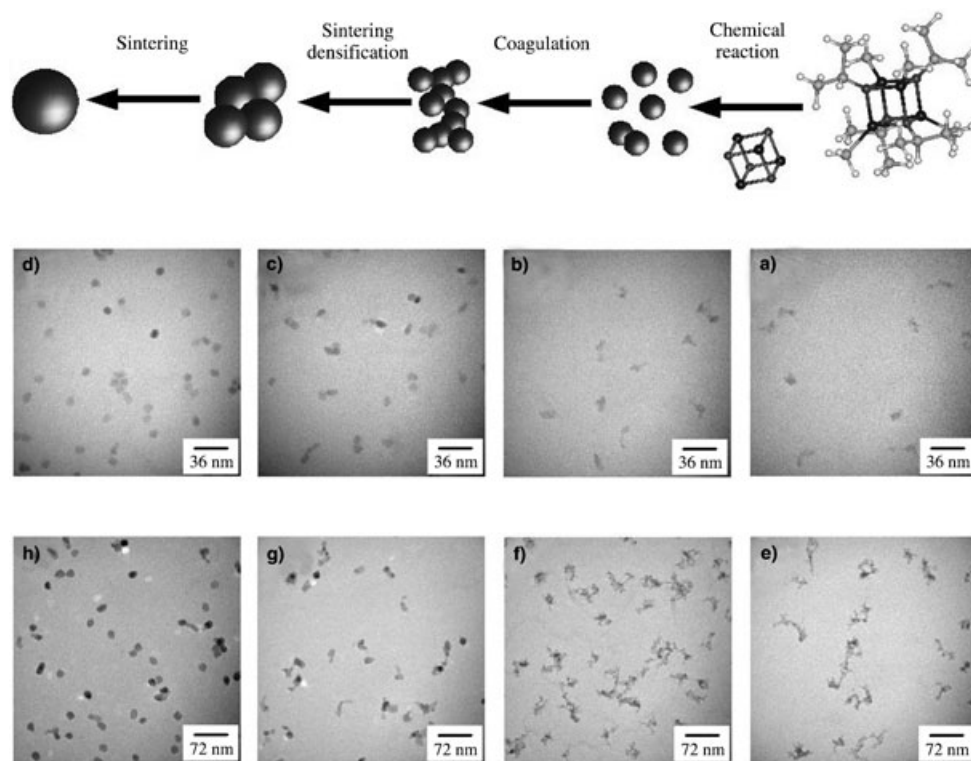 Sintering
Sintering
densification
Coagulation
Chemical
reaction
d)
c)
b)
a)
36 nm
36 nm
36 nm
36 nm
h)
g)
f)
e)
72 nm
72 nm
72 nm
72 nm